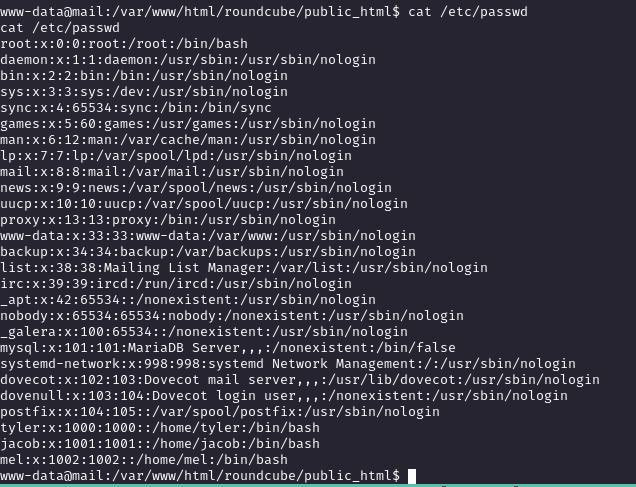 www-data@mail:/var/www/html/roundcube/public_html$ cat /etc/passwd
cat /etc/passwd
root:x:0:0:root:/root:/bin/bash
daemon:x:1:1:daemon:/usr/sbin:/usr/sbin/nologin
bin:x:2:2:bin:/bin:/usr/sbin/nologin
sys:x:3:3:sys:/dev:/usr/sbin/nologin
sync:x:4:65534:sync:/bin:/bin/sync
games:x:5:60:games:/usr/games:/usr/sbin/nologin
man:x:6:12:man:/var/cache/man:/usr/sbin/nologin
lp:x:7:7:lp:/var/spool/lpd:/usr/sbin/nologin
mail:x:8:8:mail:/var/mail:/usr/sbin/nologin
news:x:9:9:news:/var/spool/news:/usr/sbin/nologin
uucp:x:10:10:uucp:/var/spool/uucp:/usr/sbin/nologin
proxy:x:13:13:proxy:/bin:/usr/sbin/nologin
www-data:x:33:33:www-data:/var/www:/usr/sbin/nologin
backup:x:34:34:backup:/var/backups:/usr/sbin/nologin
list:x:38:38:Mailing List Manager:/var/list:/usr/sbin/nologin
irc:x:39:39:ircd:/run/ircd:/usr/sbin/nologin
_apt:x:42:65534::/nonexistent:/usr/sbin/nologin
nobody:x:65534:65534:nobody:/nonexistent:/usr/sbin/nologin
_galera:x:100:65534::/nonexistent:/usr/sbin/nologin
mysql:x:101:101:MariaDB Server,,,:/nonexistent:/bin/false
systemd-network:x:998:998:systemd Network Management:/:/usr/sbin/nologin
dovecot:x:102:103:Dovecot mail server,,,:/usr/lib/dovecot:/usr/sbin/nologin
dovenull:x:103:104:Dovecot login user,,,:/nonexistent:/usr/sbin/nologin
postfix:x:104:105::/var/spool/postfix:/usr/sbin/nologin
tyler:x:1000:1000::/home/tyler:/bin/bash
jacob:x:1001:1001::/home/jacob:/bin/bash
mel:x:1002:1002::/home/mel:/bin/bash
www-data@mail:/var/www/html/roundcube/public_html$